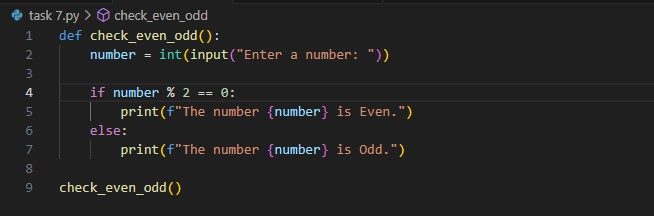 task 7.py > check_even_odd
1 def check_even_odd():
2     number = int(input("Enter a number: "))
3
4     if number % 2 == 0:
5         print(f"The number {number} is Even.")
6     else:
7         print(f"The number {number} is Odd.")
8
9 check_even_odd()